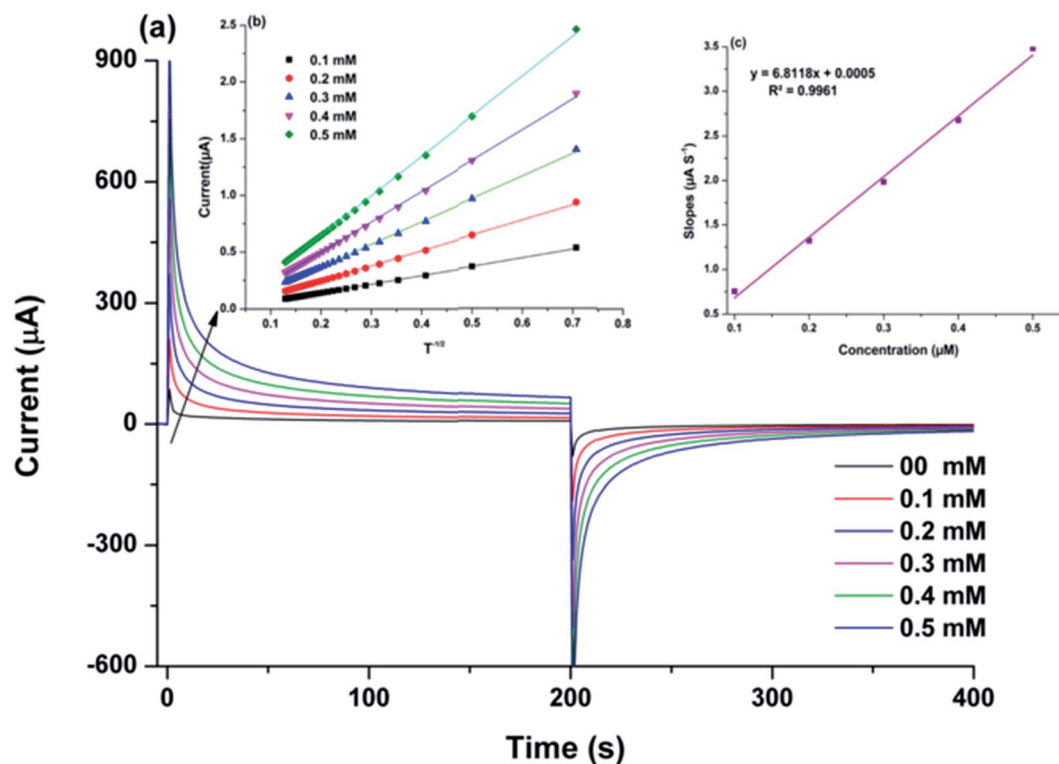 (a)
900
600
300
0
-300
-600
Current (µA)
0
100
200
300
400
Time (s)
00 mM
0.1 mM
0.2 mM
0.3 mM
0.4 mM
0.5 mM
(b)
2.5
2.0
1.5
1.0
0.5
0.0
Current(µA)
0.1 mM
0.2 mM
0.3 mM
0.4 mM
0.5 mM
0.1
0.2
0.3
0.4
0.5
0.6
0.7
0.8
T⁻¹/²
(c)
3.5
3.0
2.5
2.0
1.5
1.0
0.5
Slopes (µA S⁻¹)
y = 6.8118x + 0.0005
R² = 0.9961
0.1
0.2
0.3
0.4
0.5
Concentration (µM)